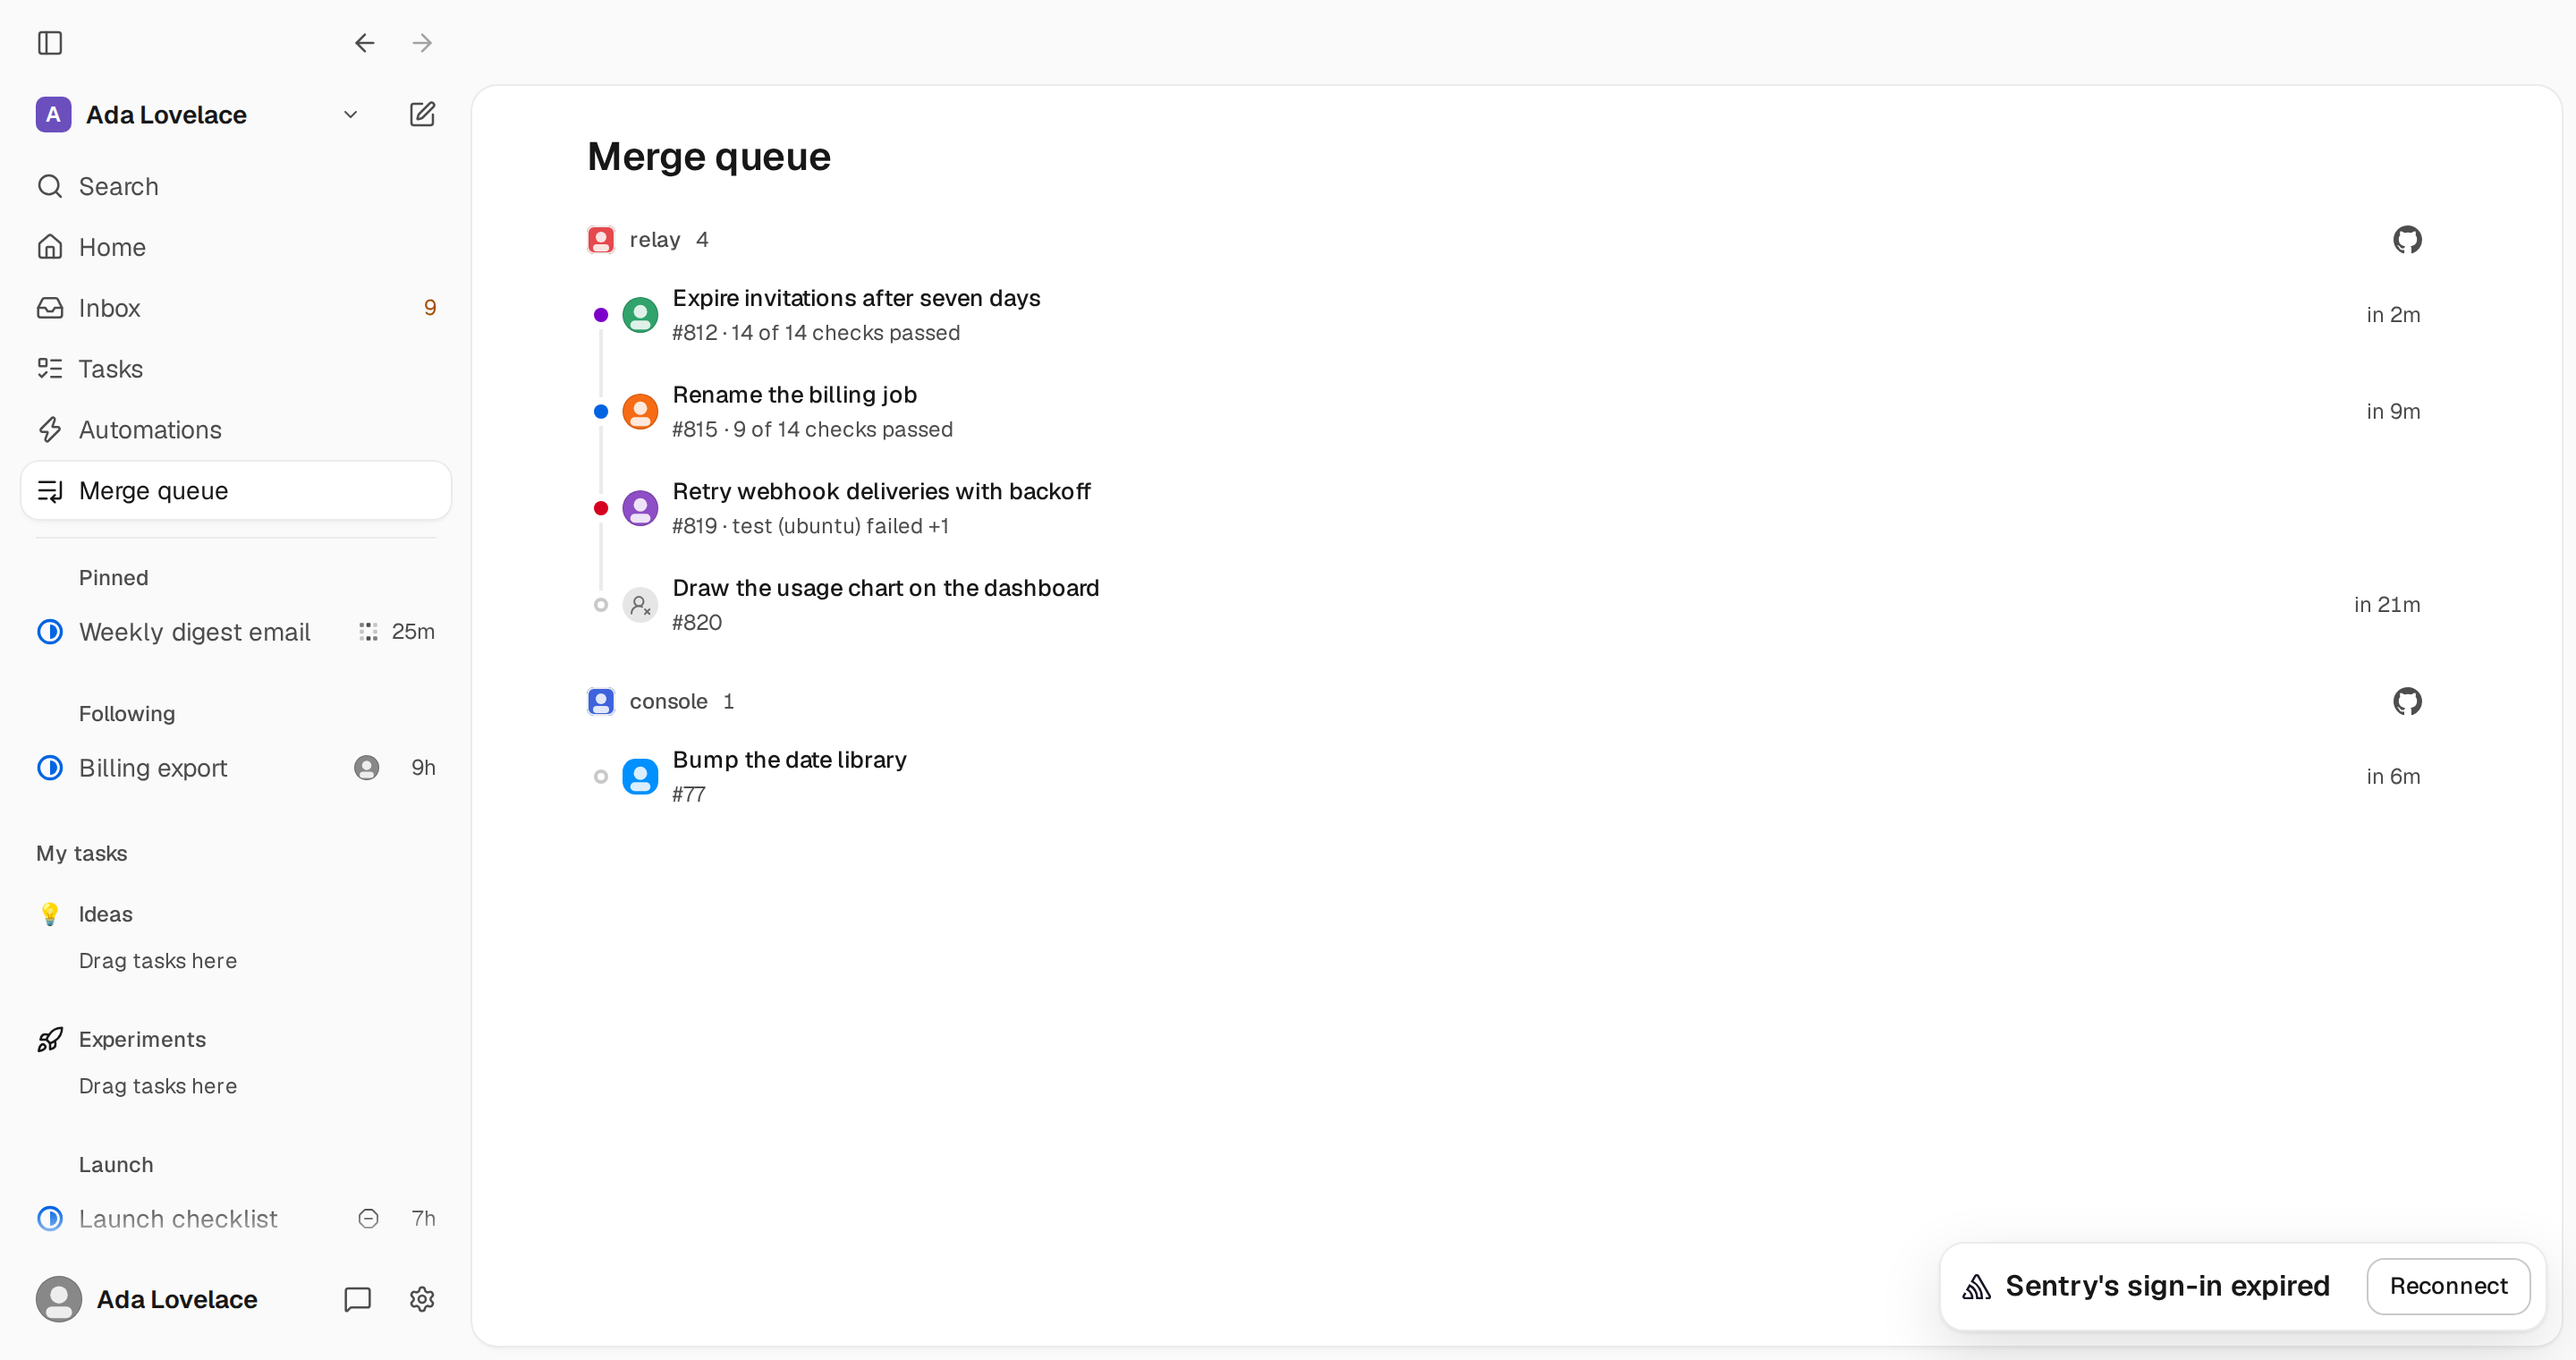 A Ada Lovelace
Search
Home
Inbox 9
Tasks
Automations
Merge queue
Pinned
Weekly digest email 25m
Following
Billing export 9h
My tasks
💡 Ideas
Drag tasks here
Experiments
Drag tasks here
Launch
Launch checklist 7h
Ada Lovelace
Merge queue
relay 4
Expire invitations after seven days
#812 · 14 of 14 checks passed
in 2m
Rename the billing job
#815 · 9 of 14 checks passed
in 9m
Retry webhook deliveries with backoff
#819 · test (ubuntu) failed +1
Draw the usage chart on the dashboard
#820
in 21m
console 1
Bump the date library
#77
in 6m
Sentry's sign-in expired Reconnect